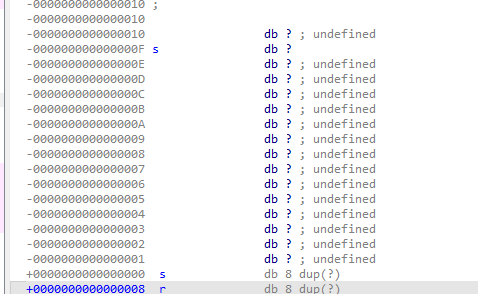 -0000000000000010 ;
-0000000000000010
-0000000000000010 db ? ; undefined
-000000000000000F s db ?
-000000000000000E db ? ; undefined
-000000000000000D db ? ; undefined
-000000000000000C db ? ; undefined
-000000000000000B db ? ; undefined
-000000000000000A db ? ; undefined
-0000000000000009 db ? ; undefined
-0000000000000008 db ? ; undefined
-0000000000000007 db ? ; undefined
-0000000000000006 db ? ; undefined
-0000000000000005 db ? ; undefined
-0000000000000004 db ? ; undefined
-0000000000000003 db ? ; undefined
-0000000000000002 db ? ; undefined
-0000000000000001 db ? ; undefined
+0000000000000000 s db 8 dup(?)
+0000000000000008 r db 8 dup(?)